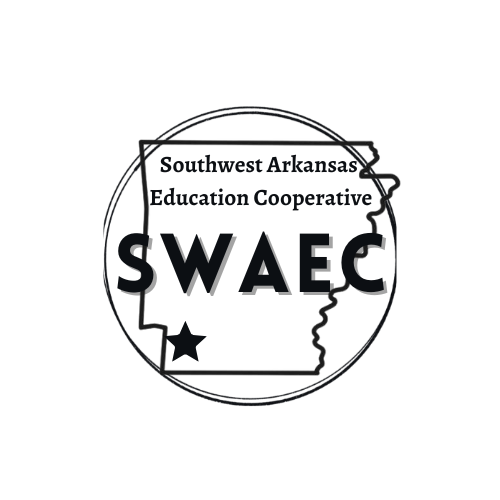 Southwest Arkansas
Education Cooperative
SWAEC